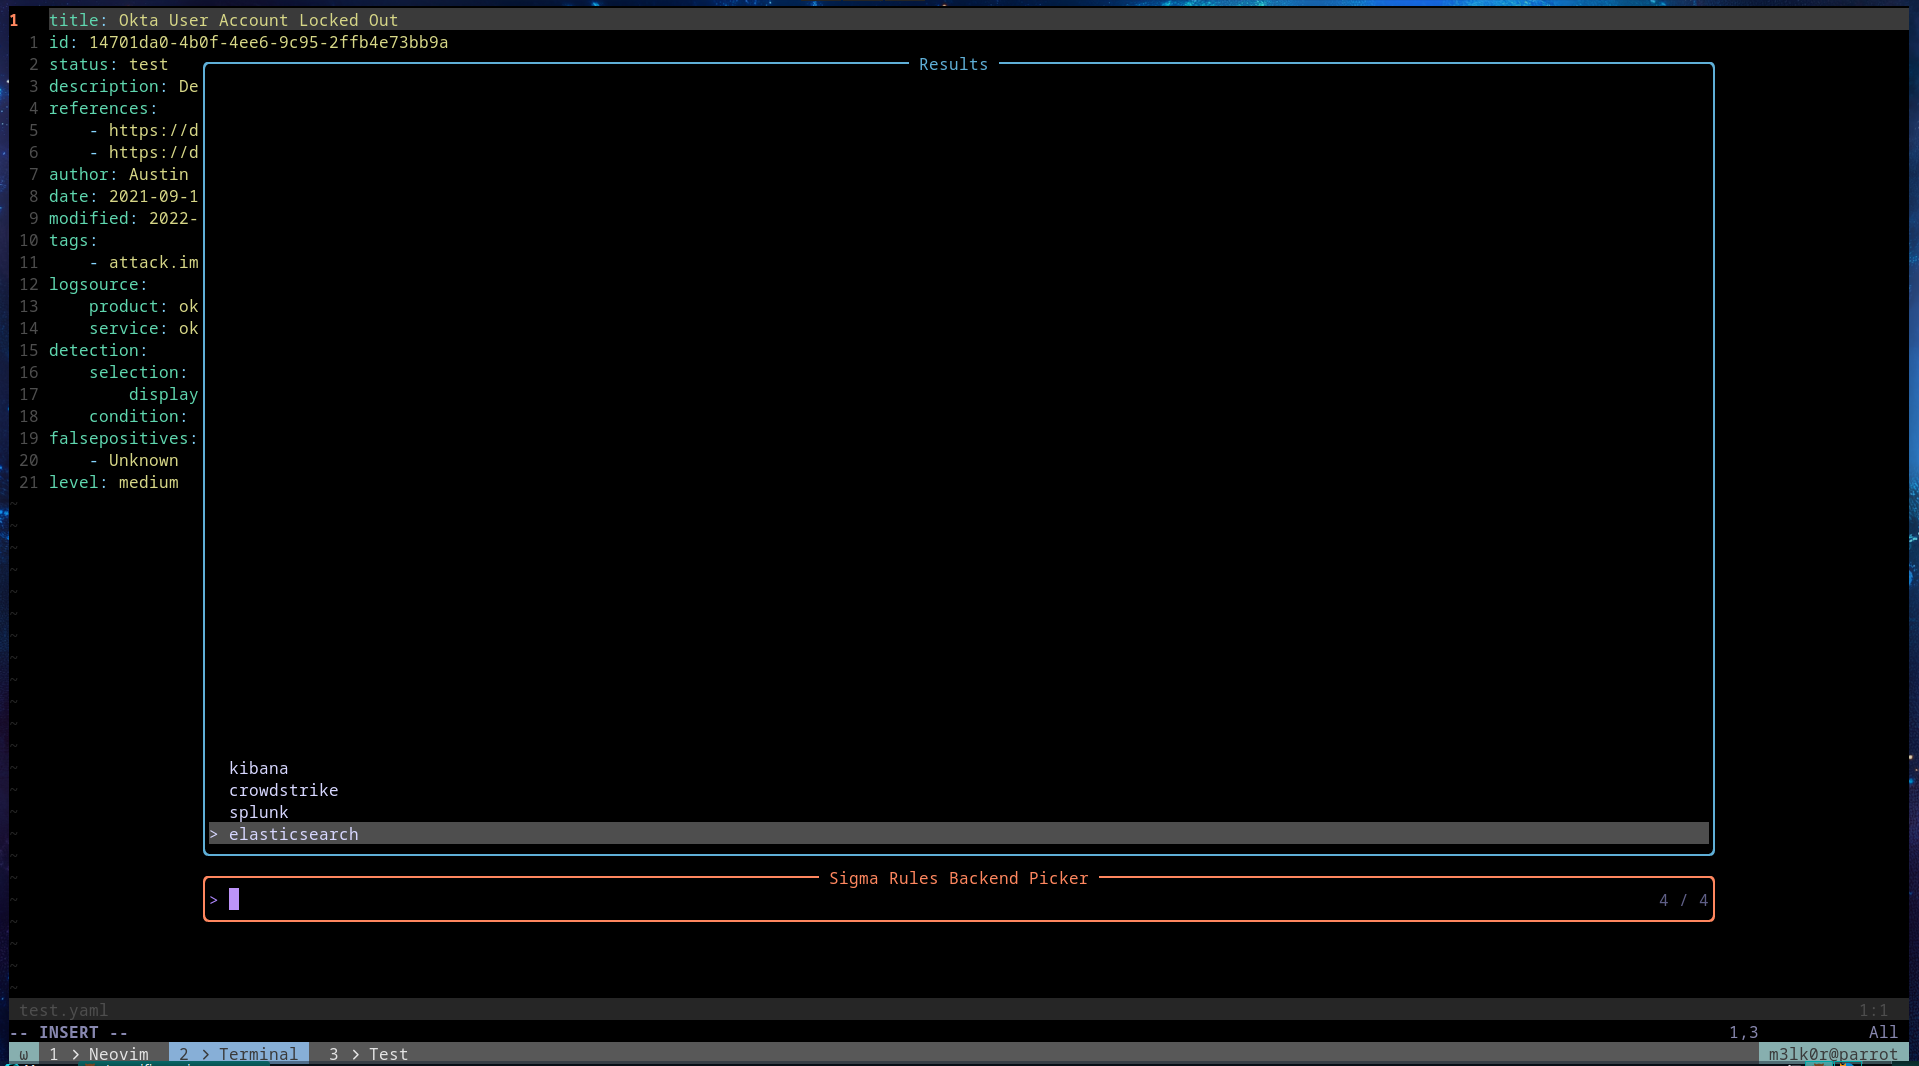 1 title: Okta User Account Locked Out
1 id: 14701da0-4b0f-4ee6-9c95-2ffb4e73bb9a
2 status: test
Results
3 description: De
4 references:
5 - https://d
6 - https://d
7 author: Austin
8 date: 2021-09-1
9 modified: 2022-
10 tags:
11 - attack.im
12 logsource:
13 product: ok
14 service: ok
15 detection:
16 selection:
17 display
18 condition:
19 falsepositives:
20 - Unknown
21 level: medium
~
~
~
~
~
~
~
~
~
~
~
~
kibana
~
crowdstrike
~
splunk
~
> elasticsearch
~
~
Sigma Rules Backend Picker
~
> 4 / 4
~
~
~
~
~
test.yaml 1:1
-- INSERT -- 1,3 All
ω 1 > Neovim 2 > Terminal 3 > Test m3lk0r@parrot